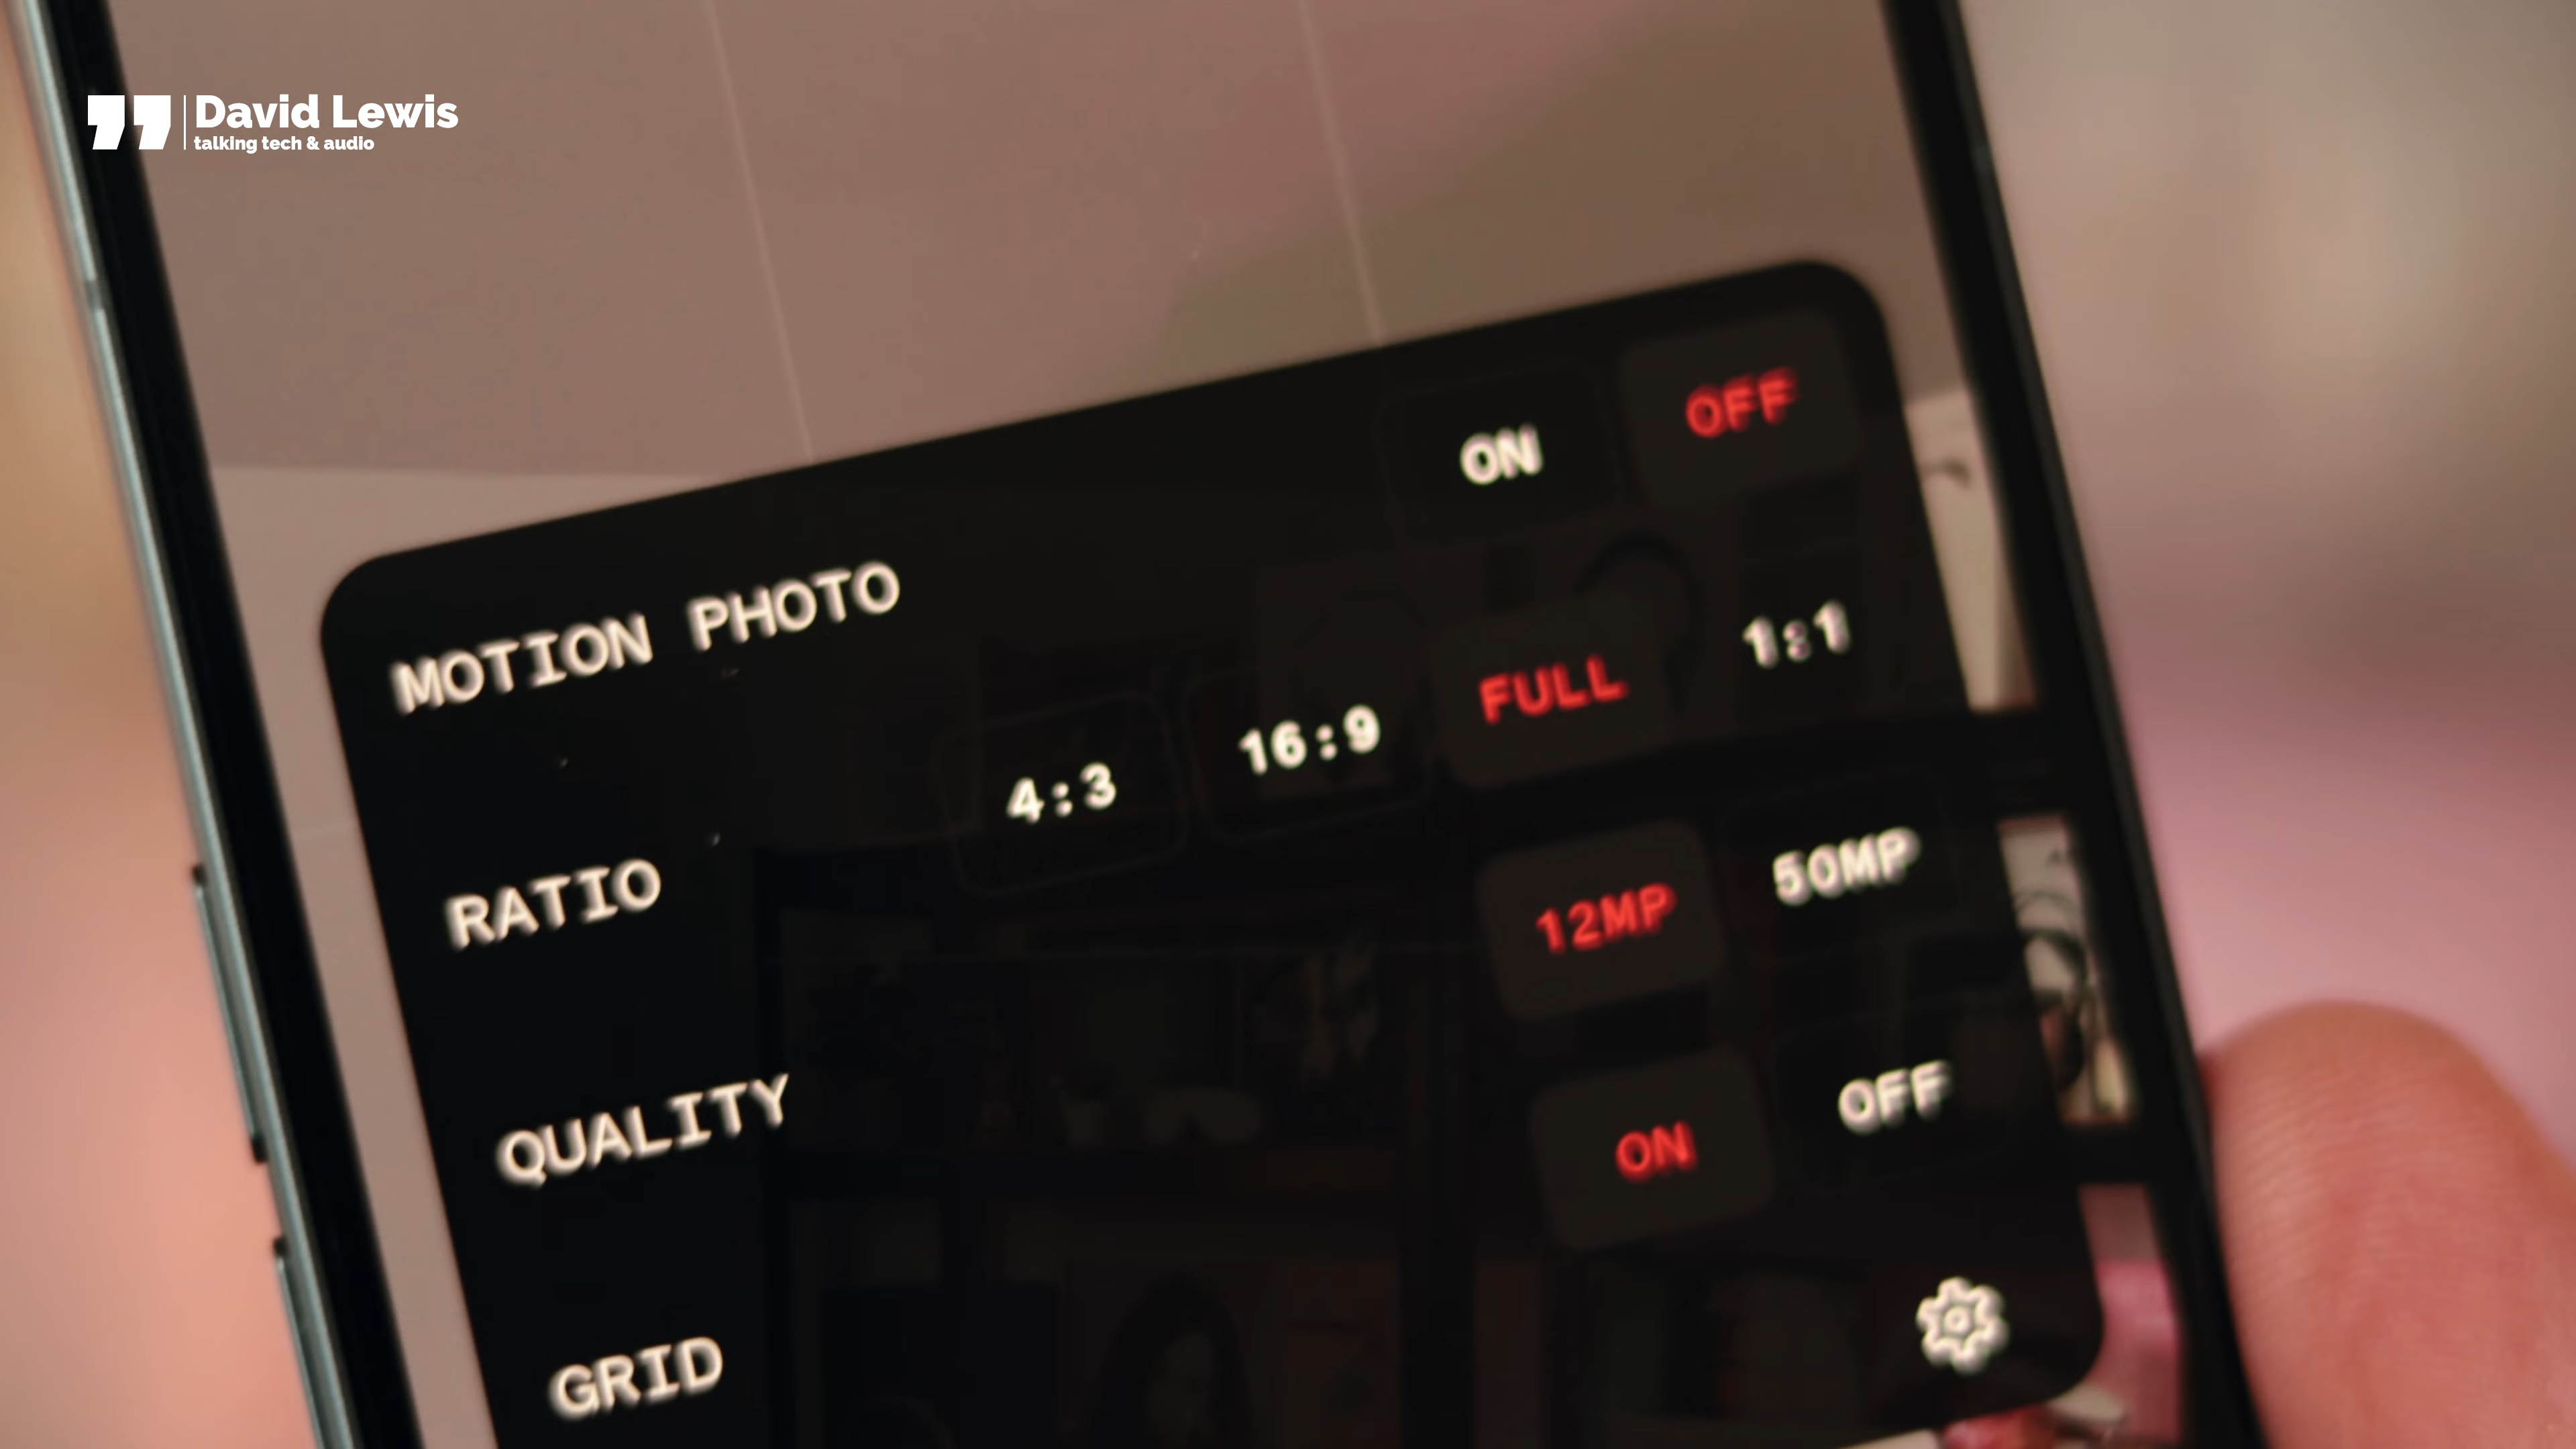 David Lewis
talking tech & audio
MOTION PHOTO ON OFF
RATIO 4:3 16:9 FULL 1:1
QUALITY 12MP 50MP
GRID ON OFF